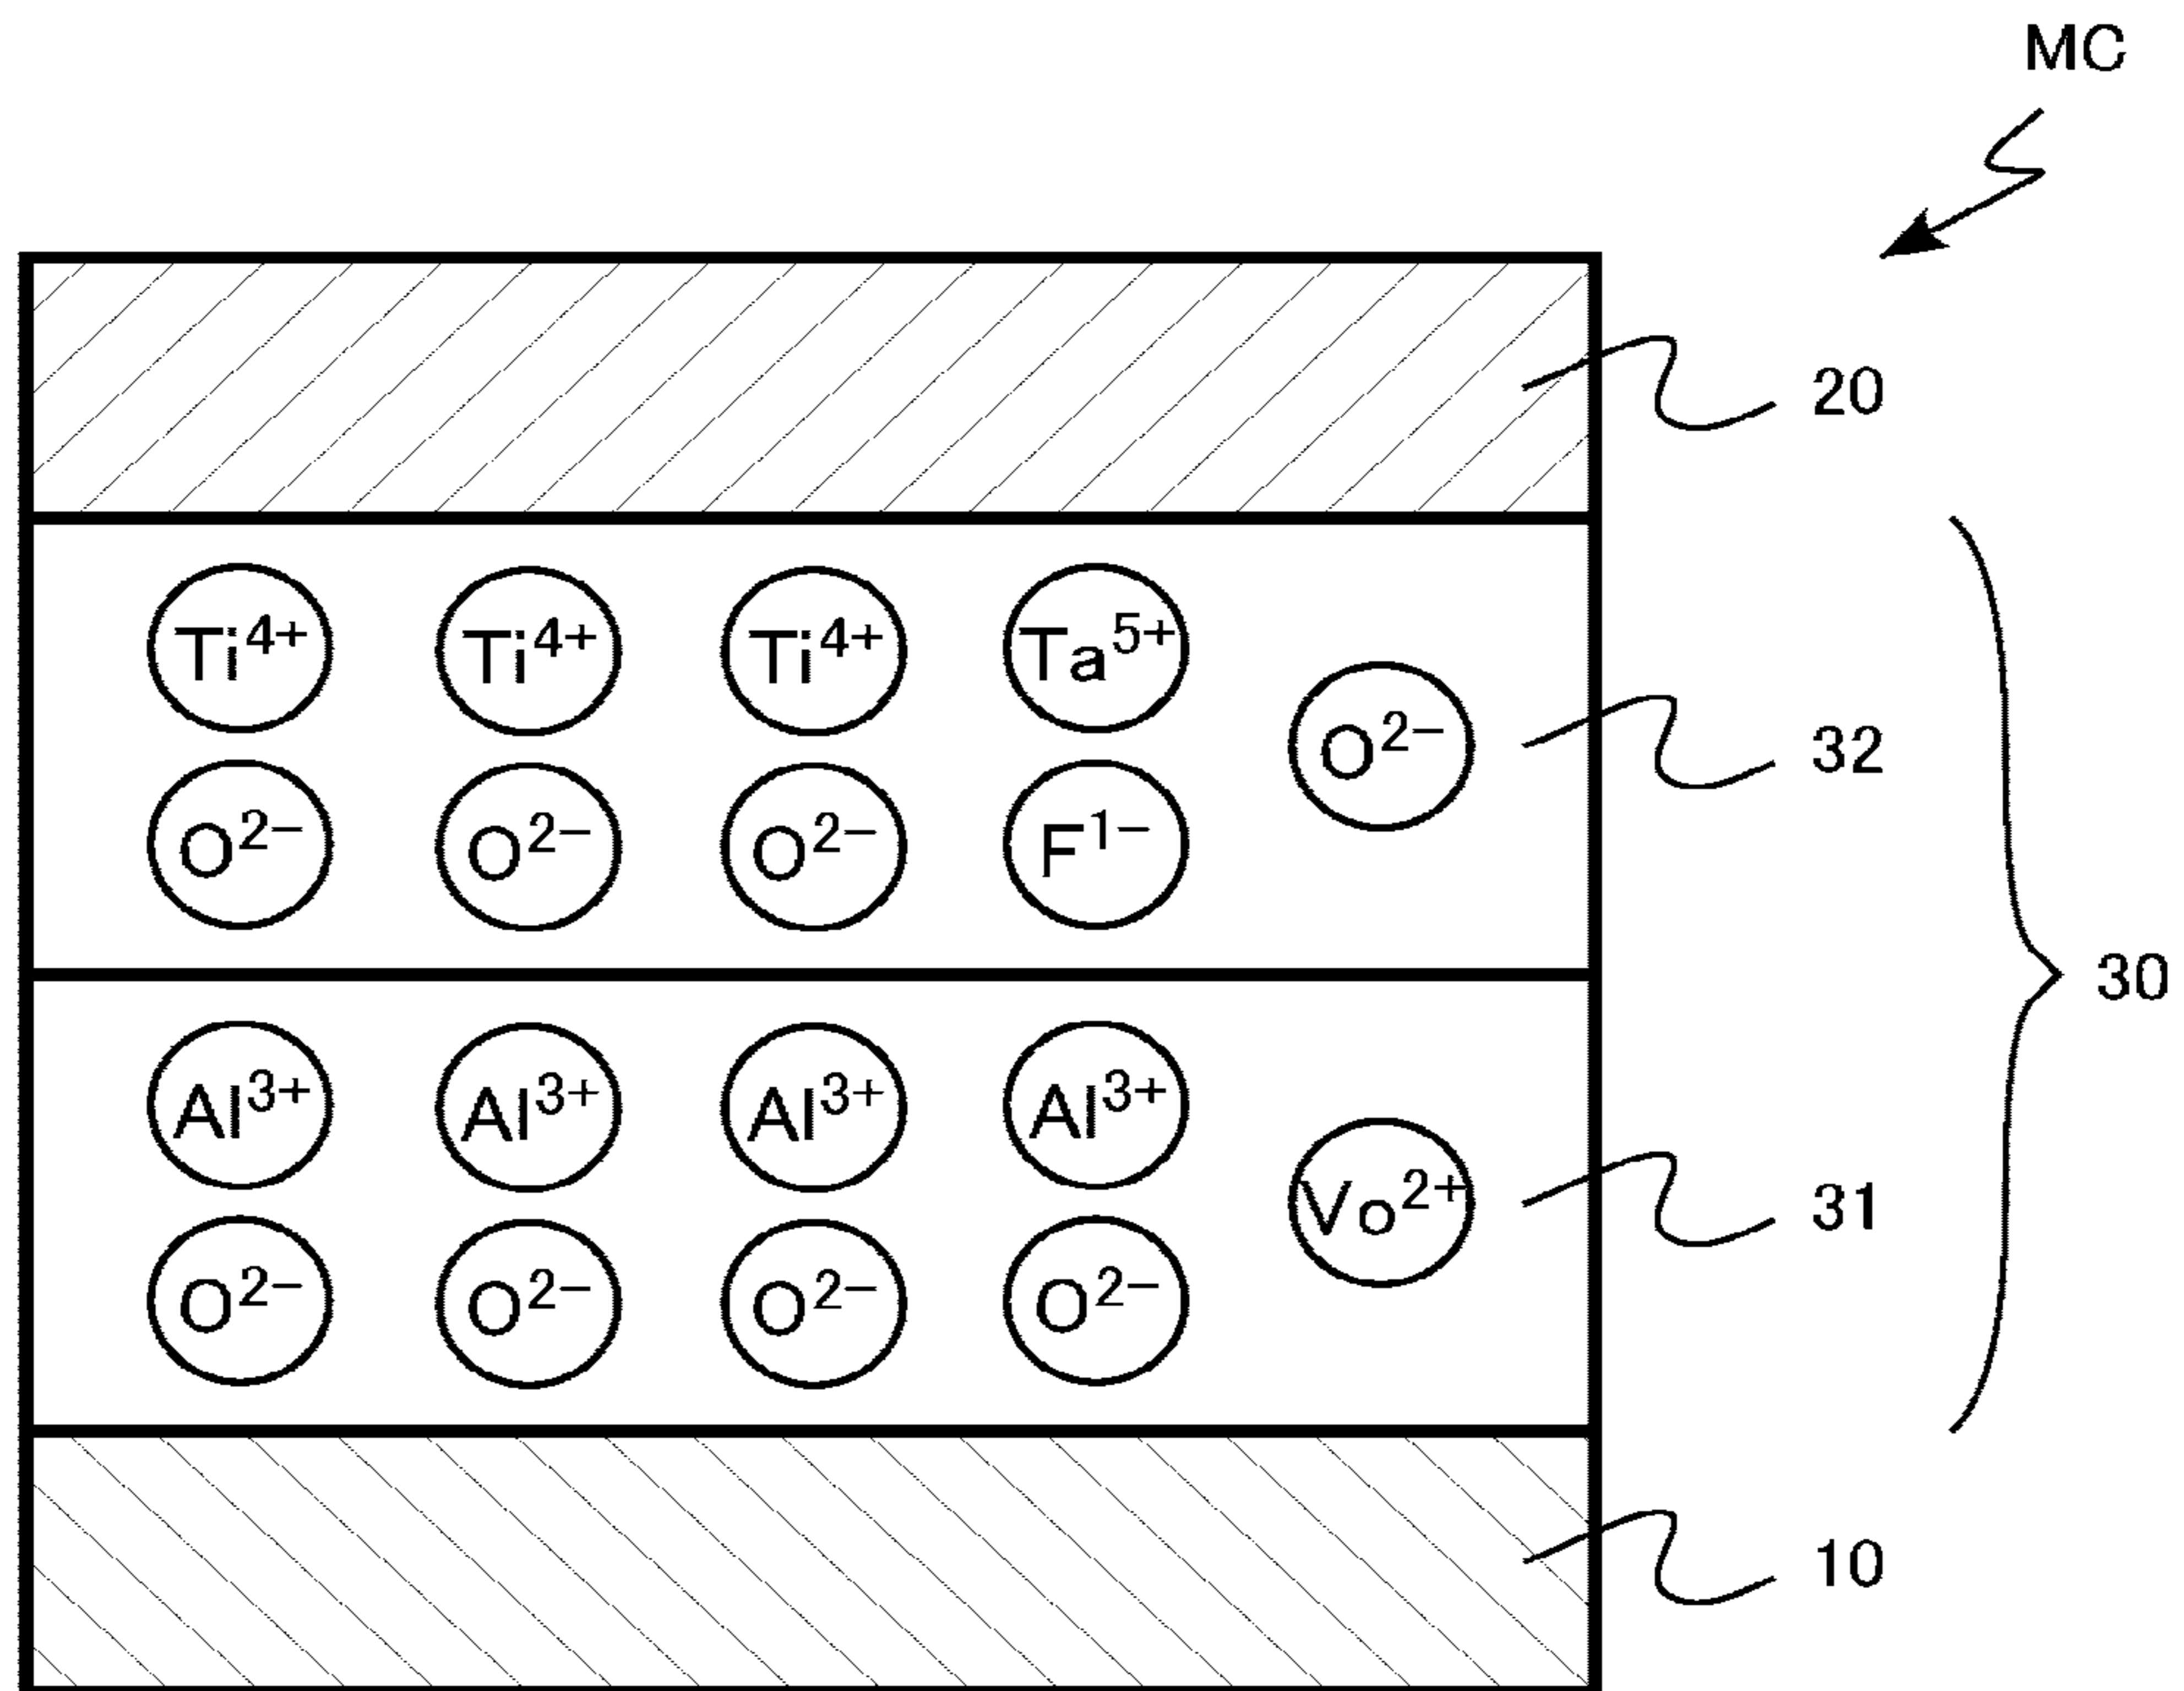 MC
20
Ti4+ Ti4+ Ti4+ Ta5+
O2− 32
O2− O2− O2− F1−
30
Al3+ Al3+ Al3+ Al3+
Vo2+ 31
O2− O2− O2− O2−
10